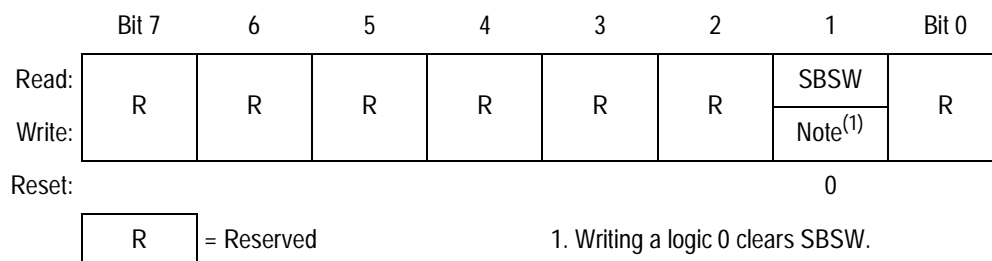 Bit 7 6 5 4 3 2 1 Bit 0
Read: R R R R R R SBSW R
Write: Note(1)
Reset: 0
R = Reserved 1. Writing a logic 0 clears SBSW.